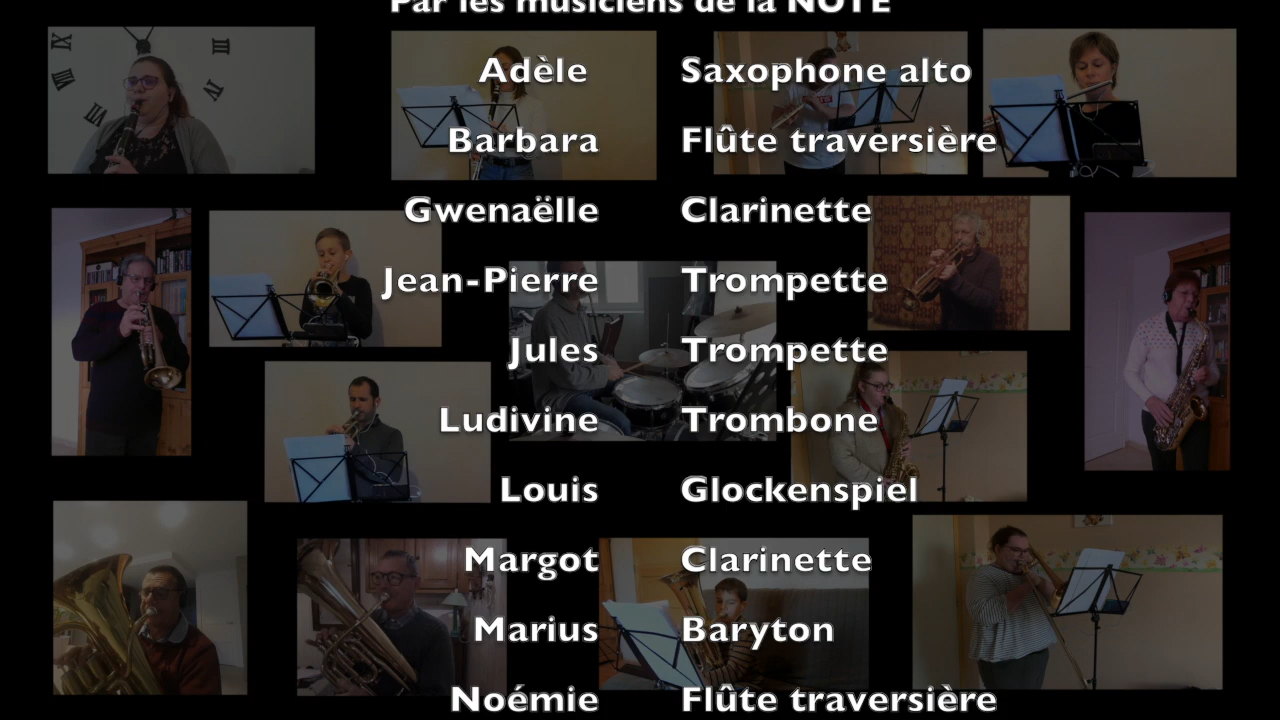 Par les musiciens de la NOTE
Adèle Saxophone alto
Barbara Flûte traversière
Gwenaëlle Clarinette
Jean-Pierre Trompette
Jules Trompette
Ludivine Trombone
Louis Glockenspiel
Margot Clarinette
Marius Baryton
Noémie Flûte traversière